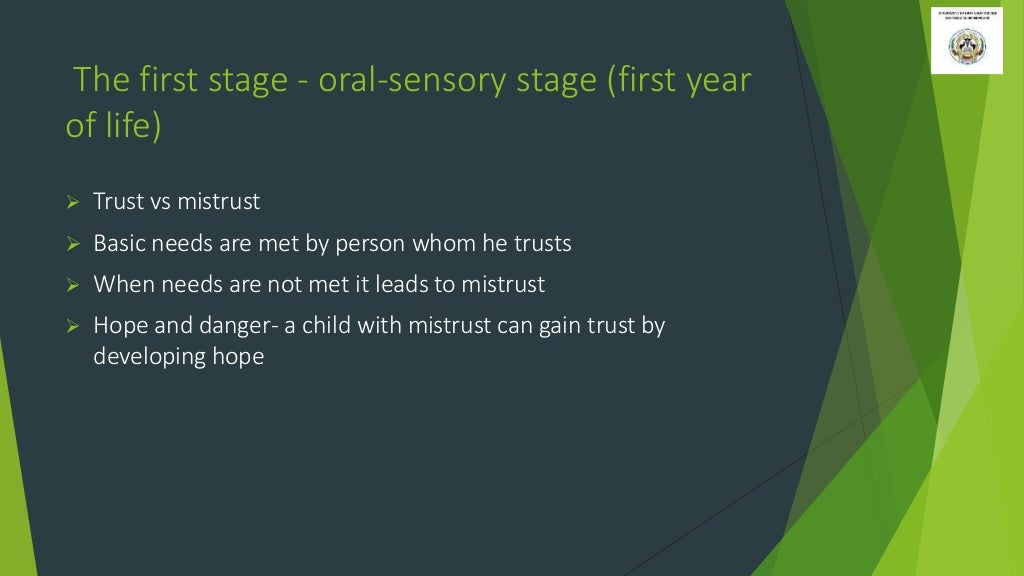 The first stage - oral-sensory stage (first year
of life)
Trust vs mistrust
Basic needs are met by person whom he trusts
When needs are not met it leads to mistrust
Hope and danger- a child with mistrust can gain trust by
developing hope